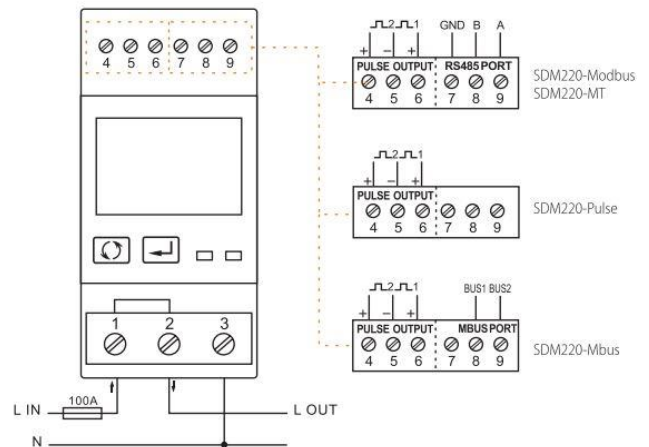 4 5 6 7 8 9
1 2 3
100A
L IN
L OUT
N
2 1 GND B A
+ − +
PULSE OUTPUT RS485 PORT
4 5 6 7 8 9
SDM220-Modbus
SDM220-MT
2 1
+ − +
PULSE OUTPUT
4 5 6 7 8 9
SDM220-Pulse
2 1 BUS1 BUS2
+ − +
PULSE OUTPUT MBUS PORT
4 5 6 7 8 9
SDM220-Mbus